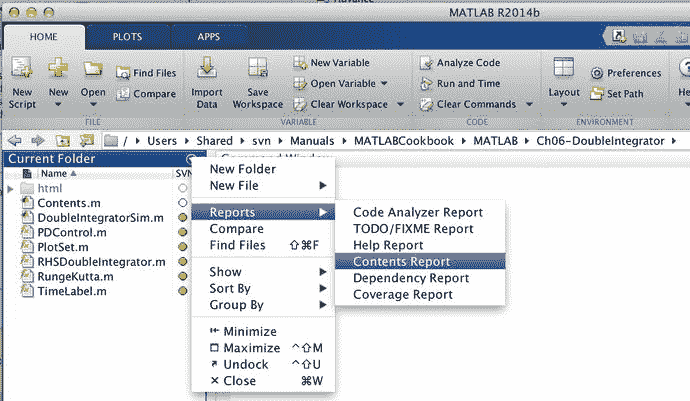 Advance
MATLAB R2014b
HOME PLOTS APPS
New Script
New
Open
Find Files
Compare
Import Data
Save Workspace
New Variable
Open Variable
Clear Workspace
Analyze Code
Run and Time
Clear Commands
Layout
Preferences
Set Path
FILE VARIABLE CODE ENVIRONMENT
/ Users Shared svn Manuals MATLABCookbook MATLAB Ch06-DoubleIntegrator
Current Folder
Name SVN
html
Contents.m
DoubleIntegratorSim.m
PDControl.m
PlotSet.m
RHSDoubleIntegrator.m
RungeKutta.m
TimeLabel.m
New Folder
New File
Reports
Compare
Find Files ⇧⌘F
Show
Sort By
Group By
Minimize
Maximize ^⇧M
Undock ^⇧U
Close ⌘W
Code Analyzer Report
TODO/FIXME Report
Help Report
Contents Report
Dependency Report
Coverage Report